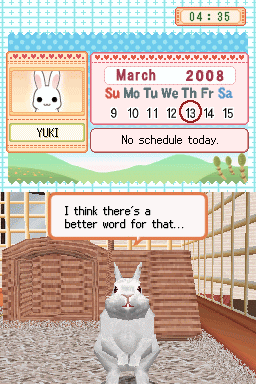 04:35
March 2008
Su Mo Tu We Th Fr Sa
9 10 11 12 13 14 15
YUKI
No schedule today.
I think there's a
better word for that...